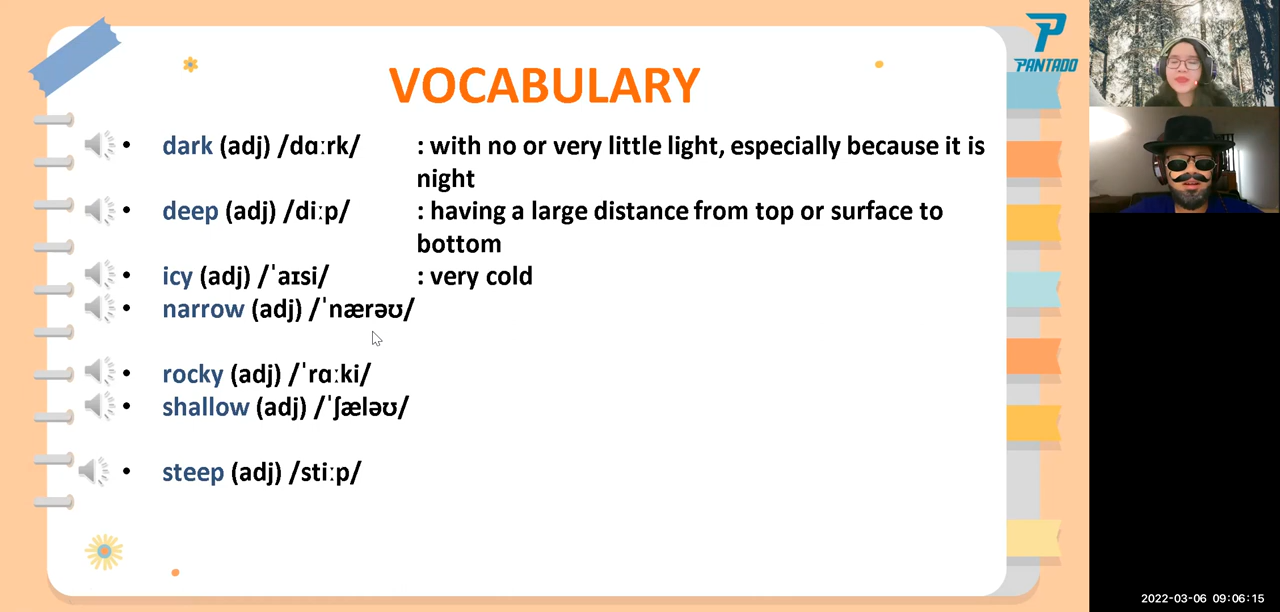 PANTADO
VOCABULARY
• dark (adj) /dɑːrk/ : with no or very little light, especially because it is
night
• deep (adj) /diːp/ : having a large distance from top or surface to
bottom
• icy (adj) /ˈaɪsi/ : very cold
• narrow (adj) /ˈnærəʊ/
• rocky (adj) /ˈrɑːki/
• shallow (adj) /ˈʃæləʊ/
• steep (adj) /stiːp/
2022-03-06 09:06:15